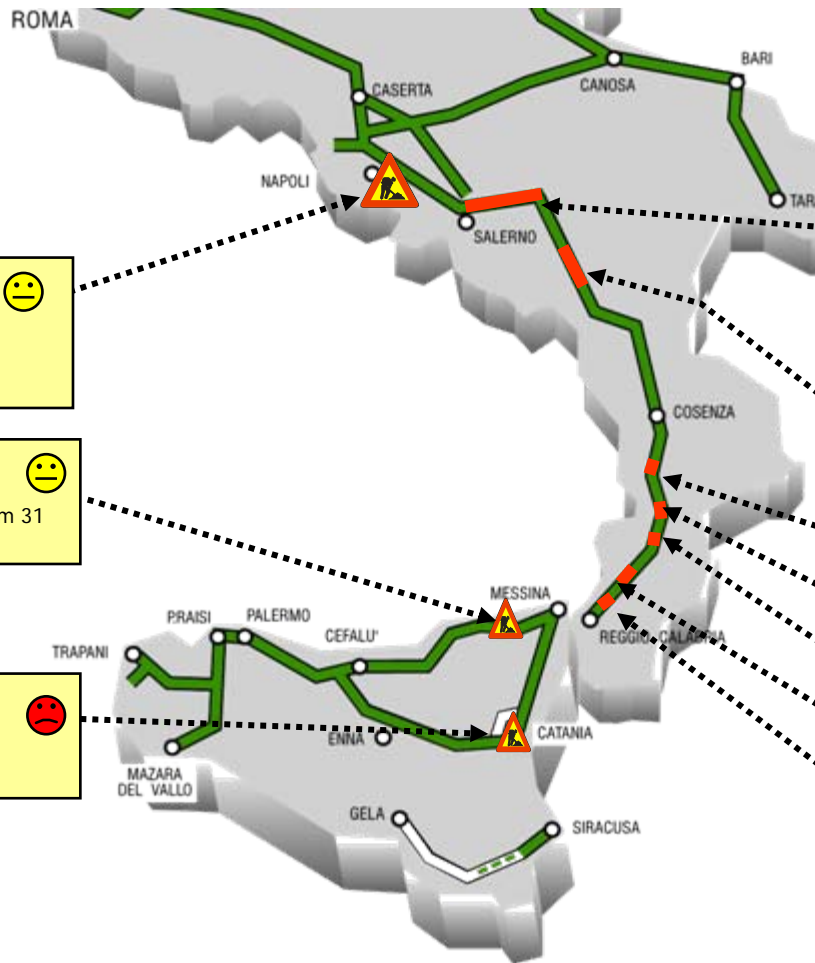 ROMA
BARI
CASERTA
CANOSA
NAPOLI
TAR
SALERNO
COSENZA
m 31
MESSINA
P.RAISI
PALERMO
CEFALU'
REGGIO CALABRIA
TRAPANI
CATANIA
ENNA
MAZARA
DEL VALLO
GELA
SIRACUSA